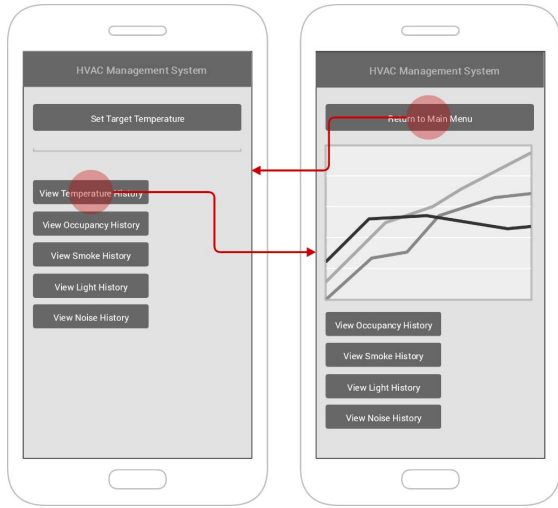 HVAC Management System
Set Target Temperature
View Temperature History
View Occupancy History
View Smoke History
View Light History
View Noise History
HVAC Management System
Return to Main Menu
View Occupancy History
View Smoke History
View Light History
View Noise History